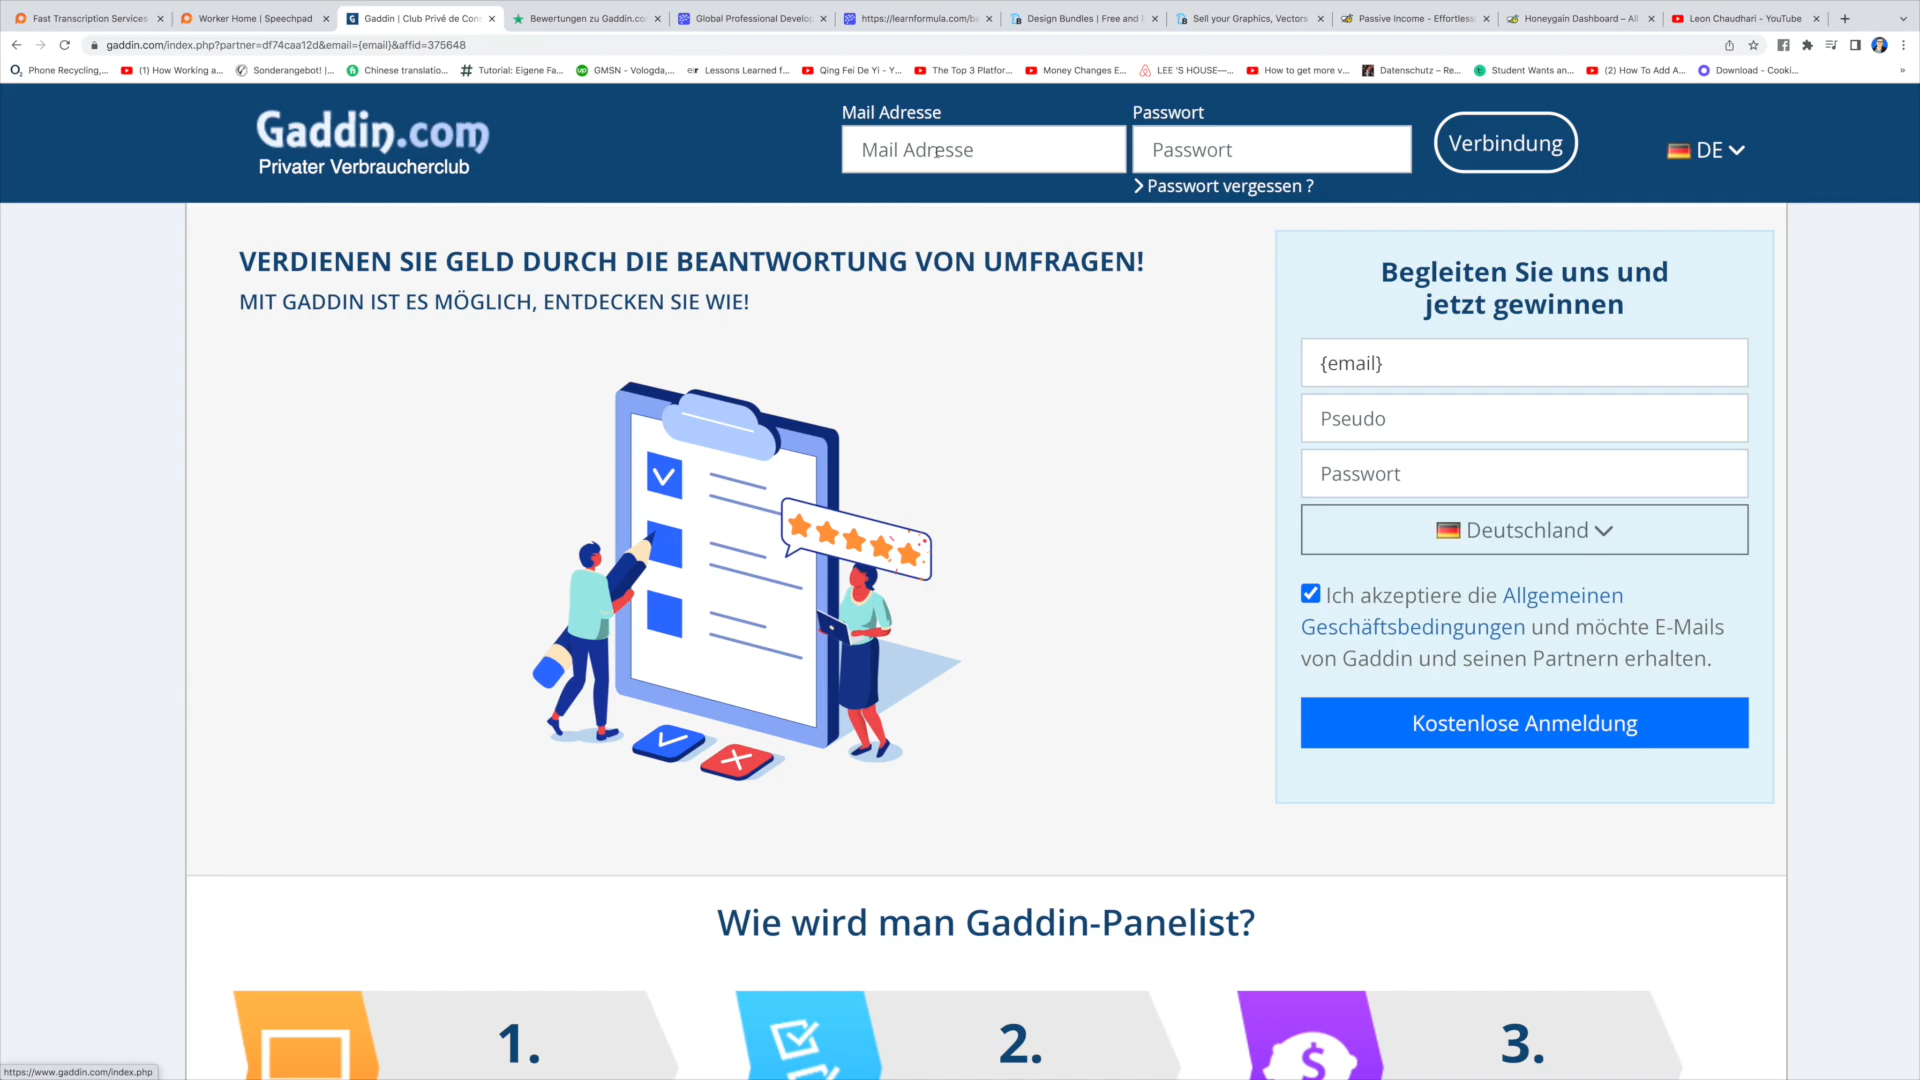 Fast Transcription Services
Worker Home | Speechpad
Gaddin | Club Privé de Con
Bewertungen zu Gaddin.co
Global Professional Develop
https://learnformula.com/b
Design Bundles | Free and
Sell your Graphics, Vectors
Passive Income - Effortless
Honeygain Dashboard – All
Leon Chaudhari - YouTube
gaddin.com/index.php?partner=df74caa12d&email={email}&affid=375648
Phone Recycling,...
(1) How Working a...
Sonderangebot! |...
Chinese translatio...
Tutorial: Eigene Fa...
GMSN - Vologda,...
Lessons Learned f...
Qing Fei De Yi - Y...
The Top 3 Platfor...
Money Changes E...
LEE 'S HOUSE—...
How to get more v...
Datenschutz – Re...
Student Wants an...
(2) How To Add A...
Download - Cooki...
»
Gaddin.com
Privater Verbraucherclub
Mail Adresse
Passwort
Mail Adresse
Passwort
Verbindung
DE
Passwort vergessen ?
VERDIENEN SIE GELD DURCH DIE BEANTWORTUNG VON UMFRAGEN!
MIT GADDIN IST ES MÖGLICH, ENTDECKEN SIE WIE!
Begleiten Sie uns und
jetzt gewinnen
{email}
Pseudo
Passwort
Deutschland
Ich akzeptiere die Allgemeinen
Geschäftsbedingungen und möchte E-Mails
von Gaddin und seinen Partnern erhalten.
Kostenlose Anmeldung
Wie wird man Gaddin-Panelist?
1.
2.
3.
$
https://www.gaddin.com/index.php